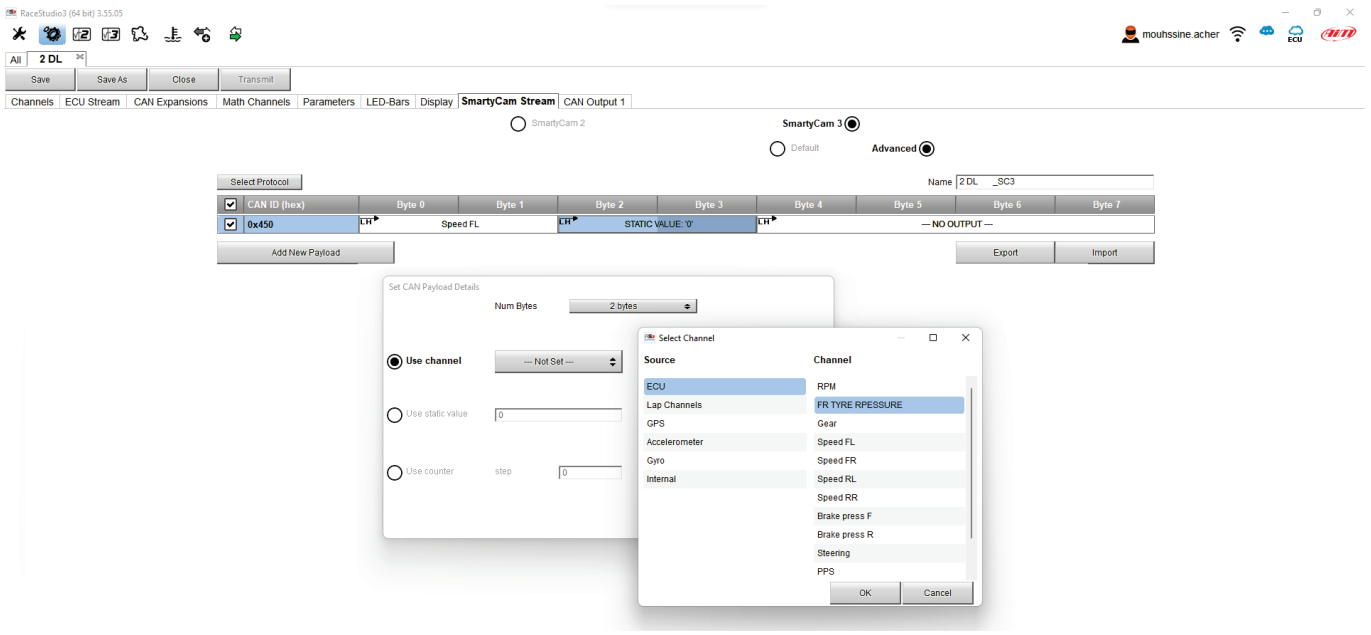 RaceStudio3 (64 bit) 3.55.05
mouhssine.acher ECU AiM
All 2 DL
Save Save As Close Transmit
Channels ECU Stream CAN Expansions Math Channels Parameters LED-Bars Display SmartyCam Stream CAN Output 1
SmartyCam 2 SmartyCam 3
Default Advanced
Select Protocol Name 2 DL _SC3
CAN ID (hex) Byte 0 Byte 1 Byte 2 Byte 3 Byte 4 Byte 5 Byte 6 Byte 7
0x450 LH Speed FL LH STATIC VALUE: '0' LH --- NO OUTPUT ---
Add New Payload Export Import
Set CAN Payload Details
Num Bytes 2 bytes
Use channel --- Not Set ---
Use static value 0
Use counter step 0
Select Channel
Source Channel
ECU RPM
Lap Channels FR TYRE RPESSURE
GPS Gear
Accelerometer Speed FL
Gyro Speed FR
Internal Speed RL
Speed RR
Brake press F
Brake press R
Steering
PPS
OK Cancel